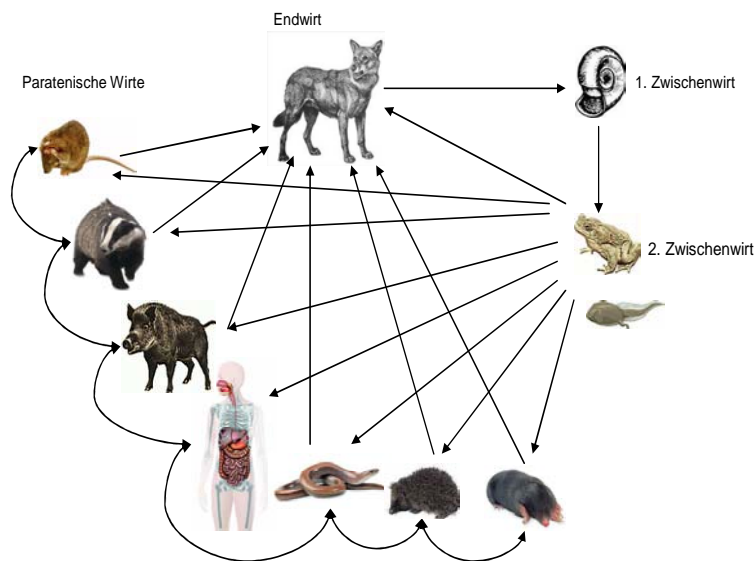 Endwirt
Paratenische Wirte
1. Zwischenwirt
2. Zwischenwirt